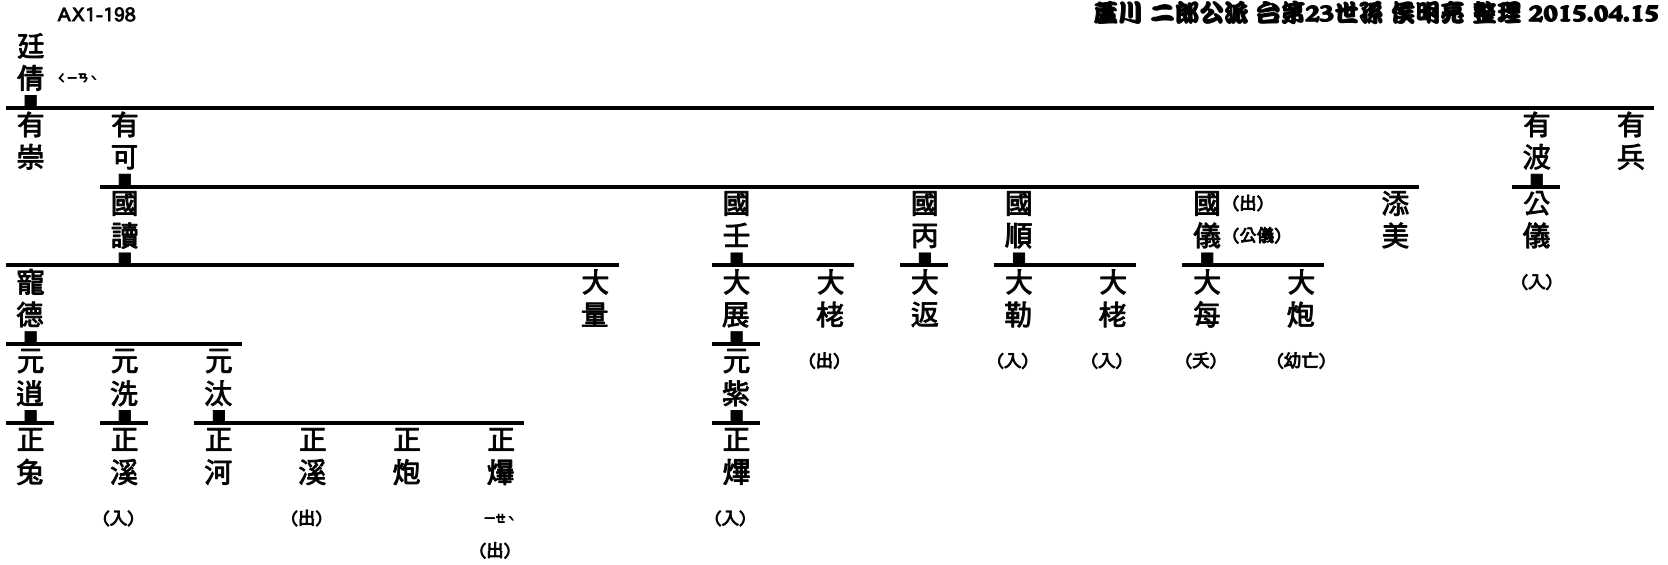 AX1-198
蘆川 二郎公派 台第23世孫 侯明亮 整理 2015.04.15
廷倩 ㄑㄧㄢˋ
有崇 有可 有波 有兵
國讀 國壬 國丙 國順 國儀 (出) (公儀) 添美 公儀 (入)
寵德 大量 大展 大栳 (出) 大返 大勒 (入) 大栳 (入) 大每 (夭) 大炮 (幼亡)
元逍 元洗 元汰 元紫
正兔 正溪 (入) 正河 正溪 (出) 正炮 正爆 ㄧㄝˋ (出) 正熚 (入)